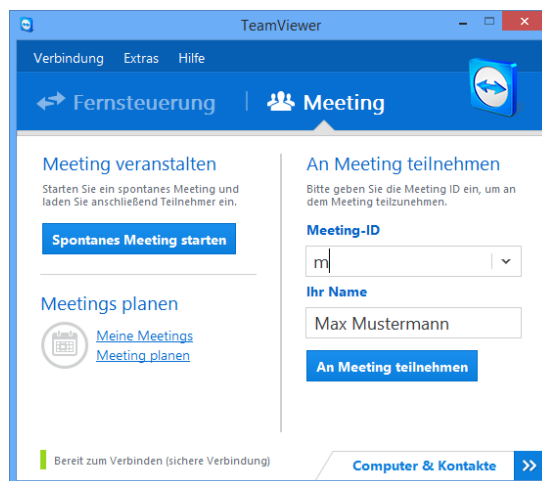 TeamViewer
Verbindung Extras Hilfe
Fernsteuerung
Meeting
Meeting veranstalten
Starten Sie ein spontanes Meeting und
laden Sie anschließend Teilnehmer ein.
Spontanes Meeting starten
Meetings planen
Meine Meetings
Meeting planen
An Meeting teilnehmen
Bitte geben Sie die Meeting ID ein, um an
dem Meeting teilzunehmen.
Meeting-ID
m
Ihr Name
Max Mustermann
An Meeting teilnehmen
Bereit zum Verbinden (sichere Verbindung)
Computer & Kontakte